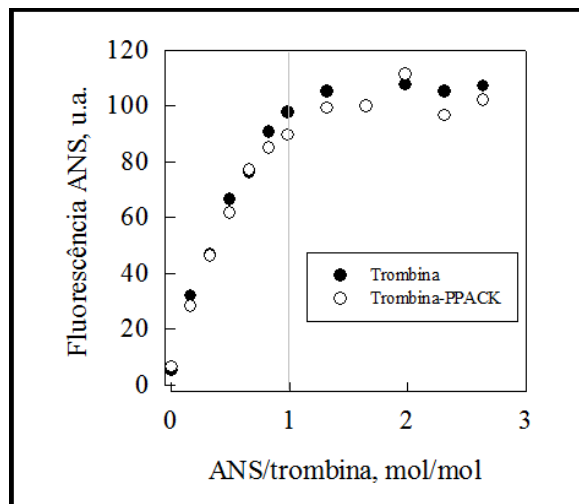 Fluorescência ANS, u.a.
120
100
80
60
40
20
0
Trombina
Trombina-PPACK
0 1 2 3
ANS/trombina, mol/mol